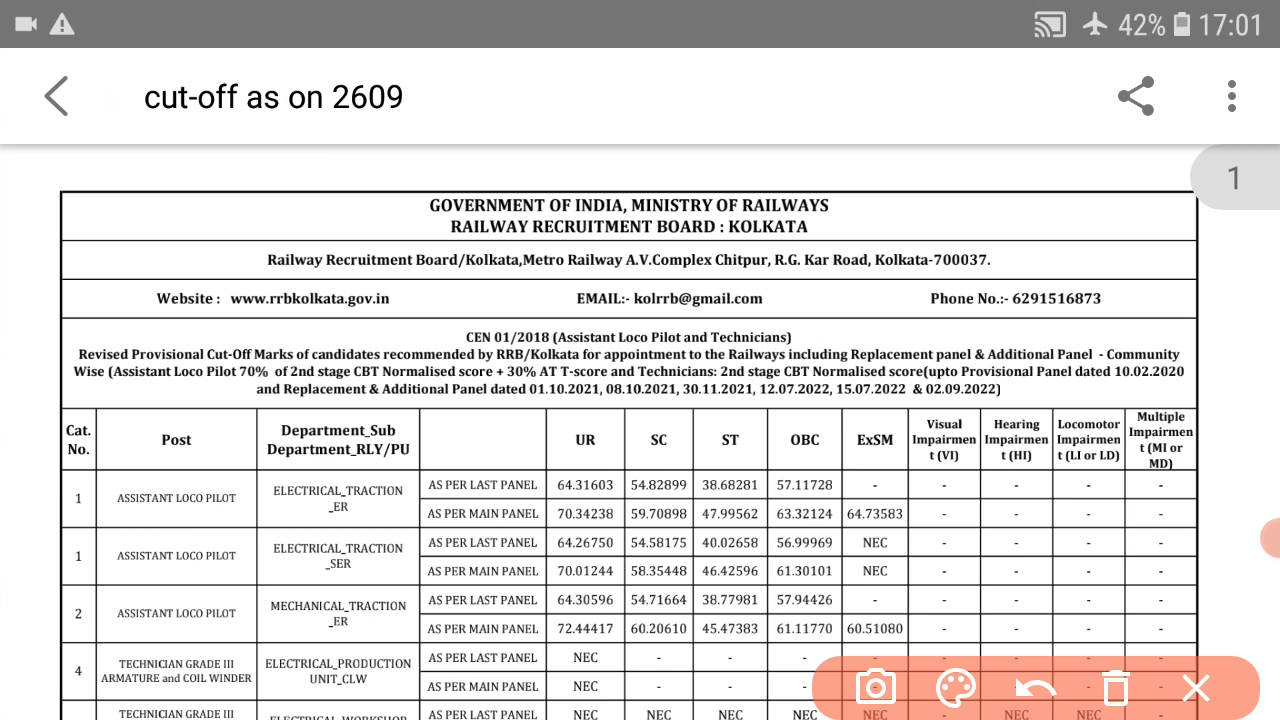 42% 17:01
cut-off as on 2609
1
GOVERNMENT OF INDIA, MINISTRY OF RAILWAYS
RAILWAY RECRUITMENT BOARD : KOLKATA
Railway Recruitment Board/Kolkata,Metro Railway A.V.Complex Chitpur, R.G. Kar Road, Kolkata-700037.
Website : www.rrbkolkata.gov.in EMAIL:- kolrrb@gmail.com Phone No.:- 6291516873
CEN 01/2018 (Assistant Loco Pilot and Technicians)
Revised Provisional Cut-Off Marks of candidates recommended by RRB/Kolkata for appointment to the Railways including Replacement panel & Additional Panel - Community
Wise (Assistant Loco Pilot 70% of 2nd stage CBT Normalised score + 30% AT T-score and Technicians: 2nd stage CBT Normalised score(upto Provisional Panel dated 10.02.2020
and Replacement & Additional Panel dated 01.10.2021, 08.10.2021, 30.11.2021, 12.07.2022, 15.07.2022 & 02.09.2022)
Cat. No. Post Department_Sub Department_RLY/PU UR SC ST OBC ExSM Visual Impairment (VI) Hearing Impairment (HI) Locomotor Impairment (LI or LD) Multiple Impairment (MI or MD)
1 ASSISTANT LOCO PILOT ELECTRICAL_TRACTION_ER AS PER LAST PANEL 64.31603 54.82899 38.68281 57.11728 - - - - -
AS PER MAIN PANEL 70.34238 59.70898 47.99562 63.32124 64.73583 - - - -
1 ASSISTANT LOCO PILOT ELECTRICAL_TRACTION_SER AS PER LAST PANEL 64.26750 54.58175 40.02658 56.99969 NEC - - - -
AS PER MAIN PANEL 70.01244 58.35448 46.42596 61.30101 NEC - - - -
2 ASSISTANT LOCO PILOT MECHANICAL_TRACTION_ER AS PER LAST PANEL 64.30596 54.71664 38.77981 57.94426 - - - - -
AS PER MAIN PANEL 72.44417 60.20610 45.47383 61.11770 60.51080 - - - -
4 TECHNICIAN GRADE III ARMATURE and COIL WINDER ELECTRICAL_PRODUCTION UNIT_CLW AS PER LAST PANEL NEC - - - - - - - -
AS PER MAIN PANEL NEC - - - - - - - -
TECHNICIAN GRADE III ELECTRICAL_WORKSHOP AS PER LAST PANEL NEC NEC NEC NEC NEC - NEC NEC -